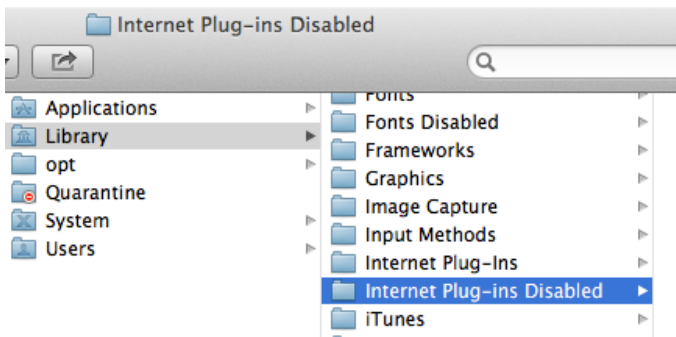 Internet Plug-ins Disabled
Applications
Library
opt
Quarantine
System
Users
Fonts
Fonts Disabled
Frameworks
Graphics
Image Capture
Input Methods
Internet Plug-Ins
Internet Plug-ins Disabled
iTunes